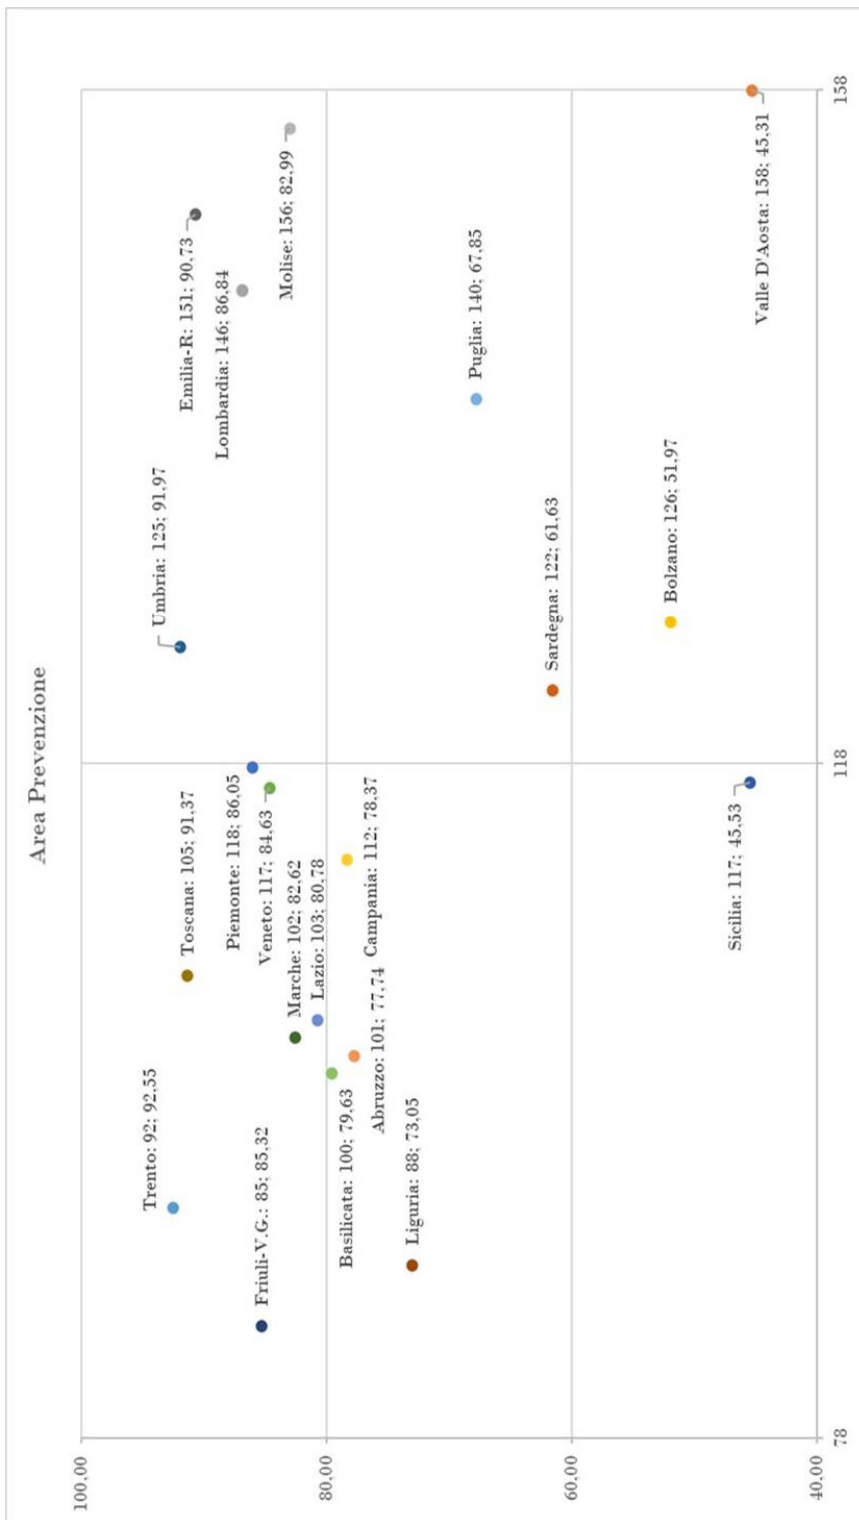 Area Prevenzione
100,00
80,00
60,00
40,00
78
118
158
Trento: 92; 92,55
Toscana: 105; 91,37
Umbria: 125; 91,97
Emilia-R: 151; 90,73
Lombardia: 146; 86,84
Piemonte: 118; 86,05
Friuli-V.G.: 85; 85,32
Veneto: 117; 84,63
Molise: 156; 82,99
Marche: 102; 82,62
Lazio: 103; 80,78
Basilicata: 100; 79,63
Campania: 112; 78,37
Abruzzo: 101; 77,74
Liguria: 88; 73,05
Puglia: 140; 67,85
Sardegna: 122; 61,63
Bolzano: 126; 51,97
Sicilia: 117; 45,53
Valle D'Aosta: 158; 45,31